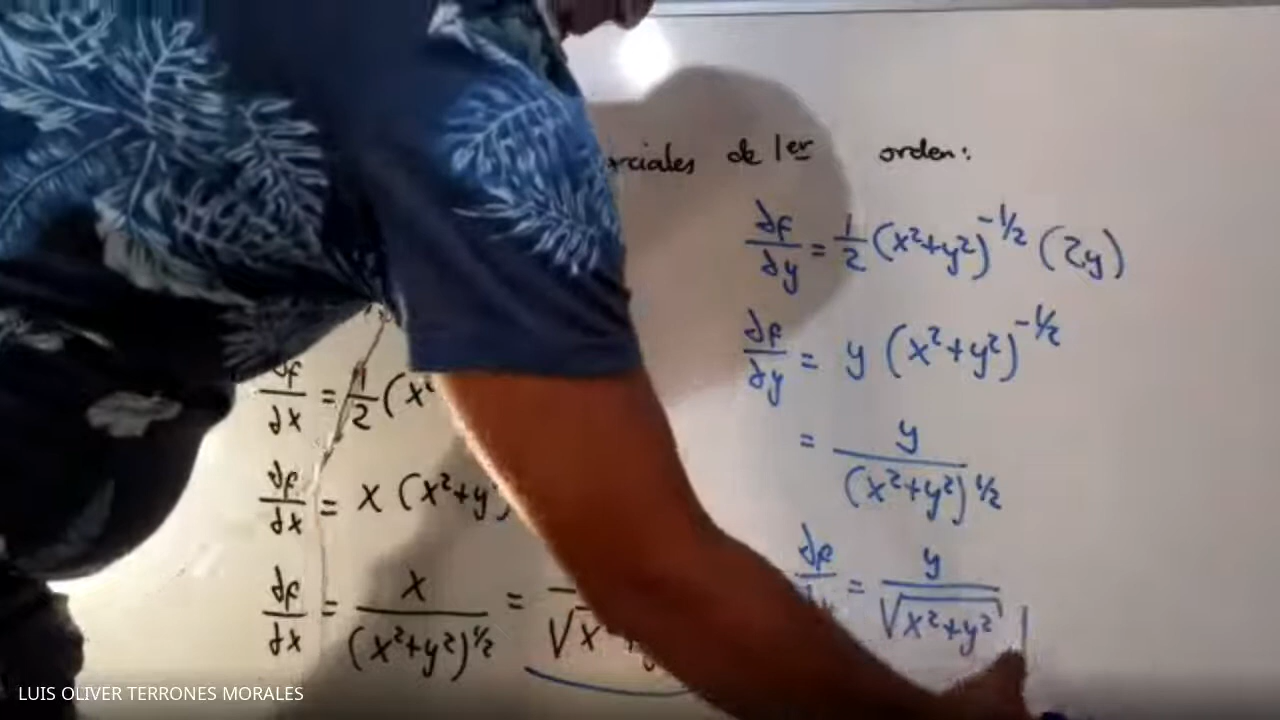 de 1er orden:
∂f/∂y = 1/2 (x²+y²)^-1/2 (2y)
∂f/∂y = y (x²+y²)^-1/2
= y/(x²+y²)^1/2
= y/√(x²+y²)
∂f/∂x = 1/2 (x²
∂f/∂x = x (x²+y²)
∂f/∂x = x/(x²+y²)^1/2 =
LUIS OLIVER TERRONES MORALES